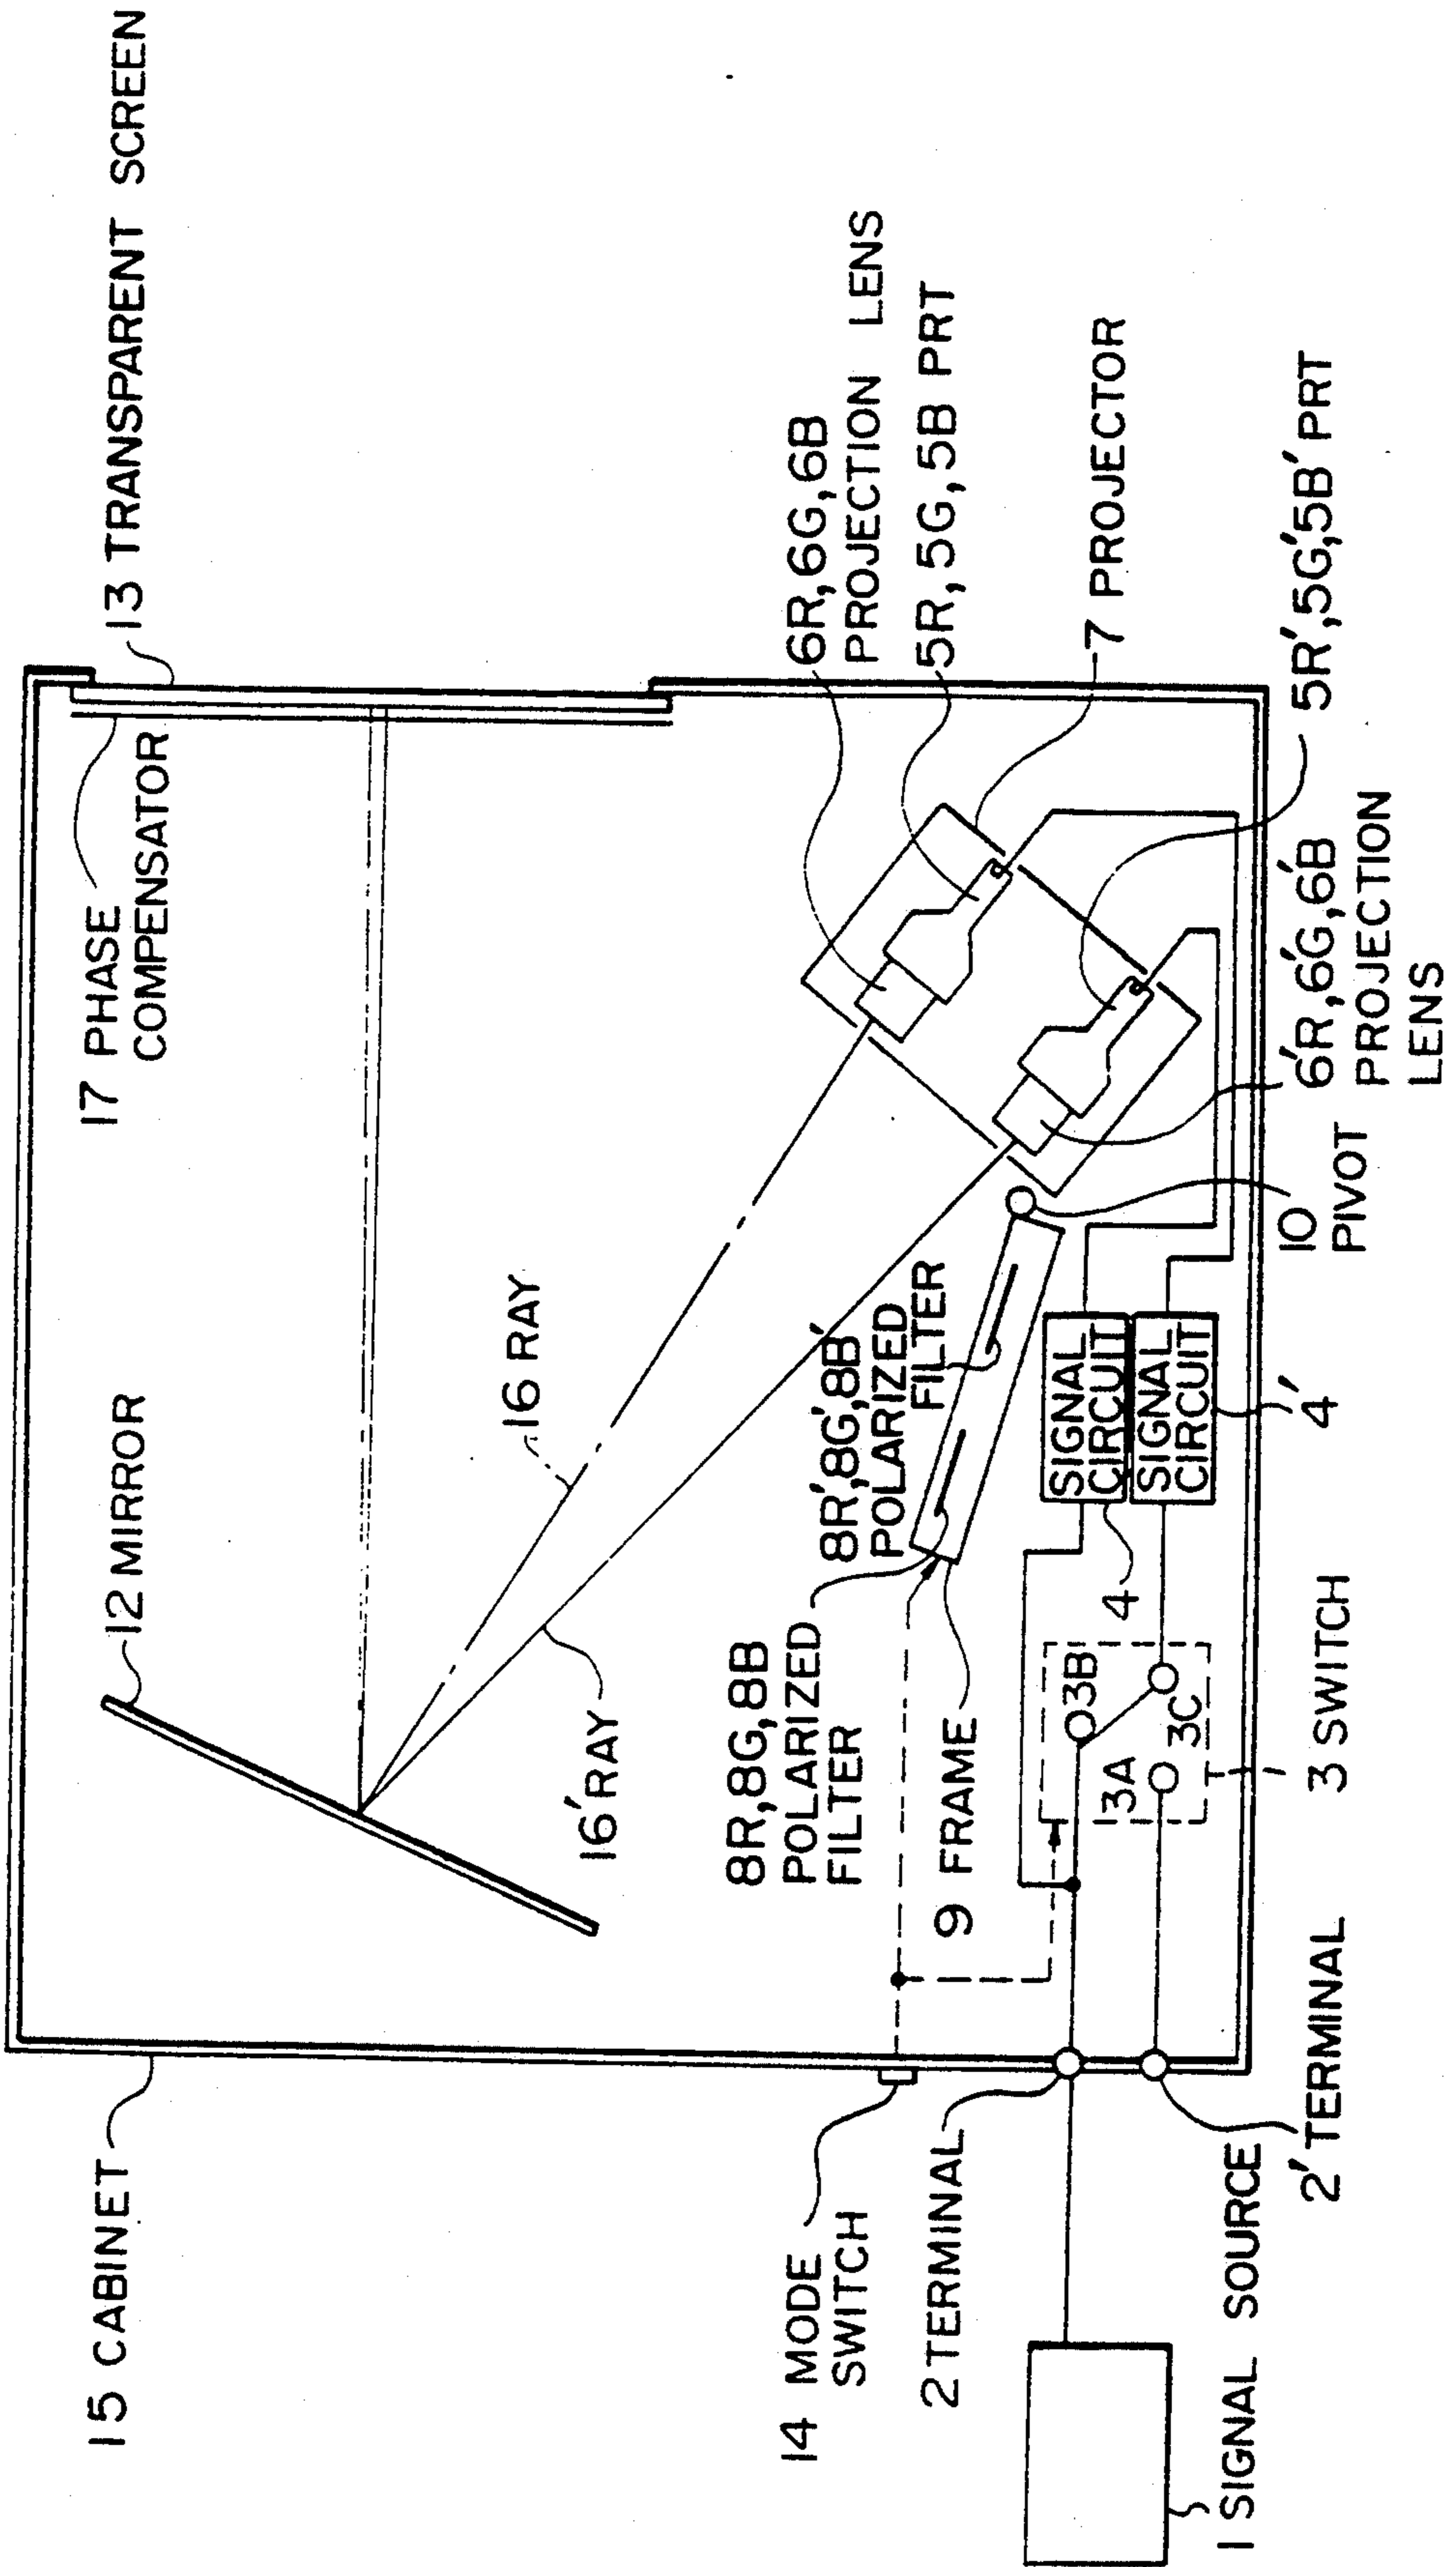 15 CABINET
12 MIRROR
17 PHASE
COMPENSATOR
13 TRANSPARENT SCREEN
16 RAY
16' RAY
14 MODE
SWITCH
8R,8G,8B
POLARIZED
FILTER
8R',8G',8B'
POLARIZED
FILTER
6R,6G,6B
PROJECTION LENS
5R,5G,5B PRT
7 PROJECTOR
2 TERMINAL
9 FRAME
3B
3A
3C
4
SIGNAL
CIRCUIT
SIGNAL
CIRCUIT
4'
5R',5G',5B' PRT
1 SIGNAL SOURCE
2' TERMINAL
3 SWITCH
10
PIVOT
6'R,6'G,6'B
PROJECTION
LENS